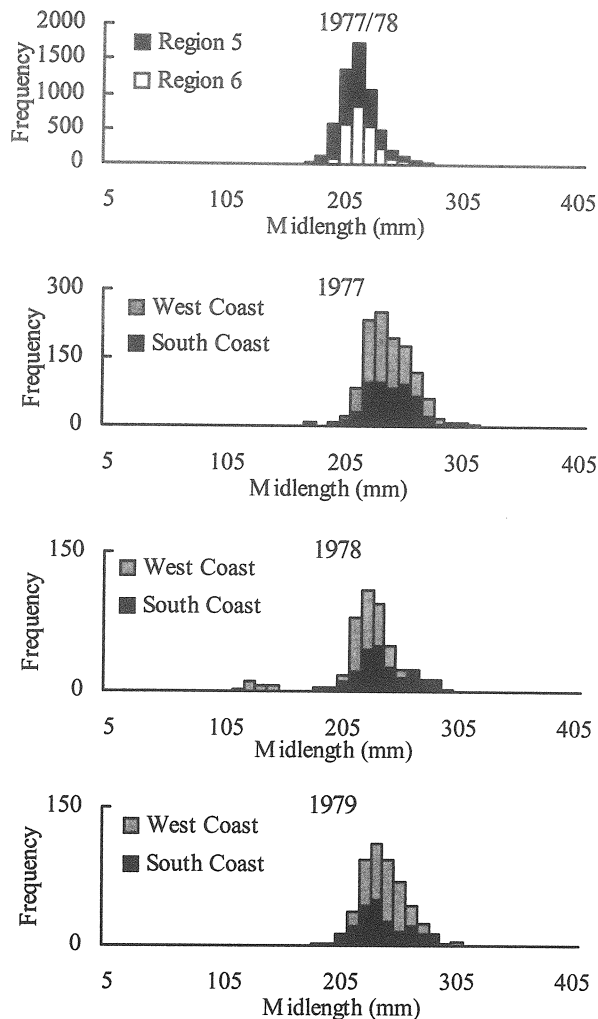 1977/78
2000
1500
1000
500
0
Frequency
Region 5
Region 6
5 105 205 305 405
Midlength (mm)
1977
300
150
0
Frequency
West Coast
South Coast
5 105 205 305 405
Midlength (mm)
1978
150
0
Frequency
West Coast
South Coast
5 105 205 305 405
Midlength (mm)
1979
150
0
Frequency
West Coast
South Coast
5 105 205 305 405
Midlength (mm)